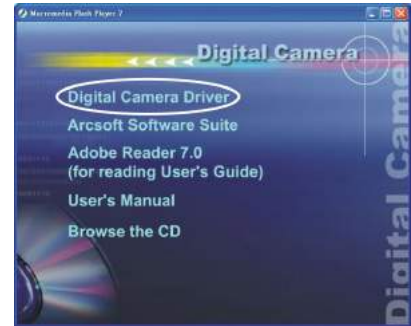 Macromedia Flash Player 7
Digital Camera
Digital Camera Driver
Arcsoft Software Suite
Adobe Reader 7.0
(for reading User's Guide)
User's Manual
Browse the CD
Digital Camera